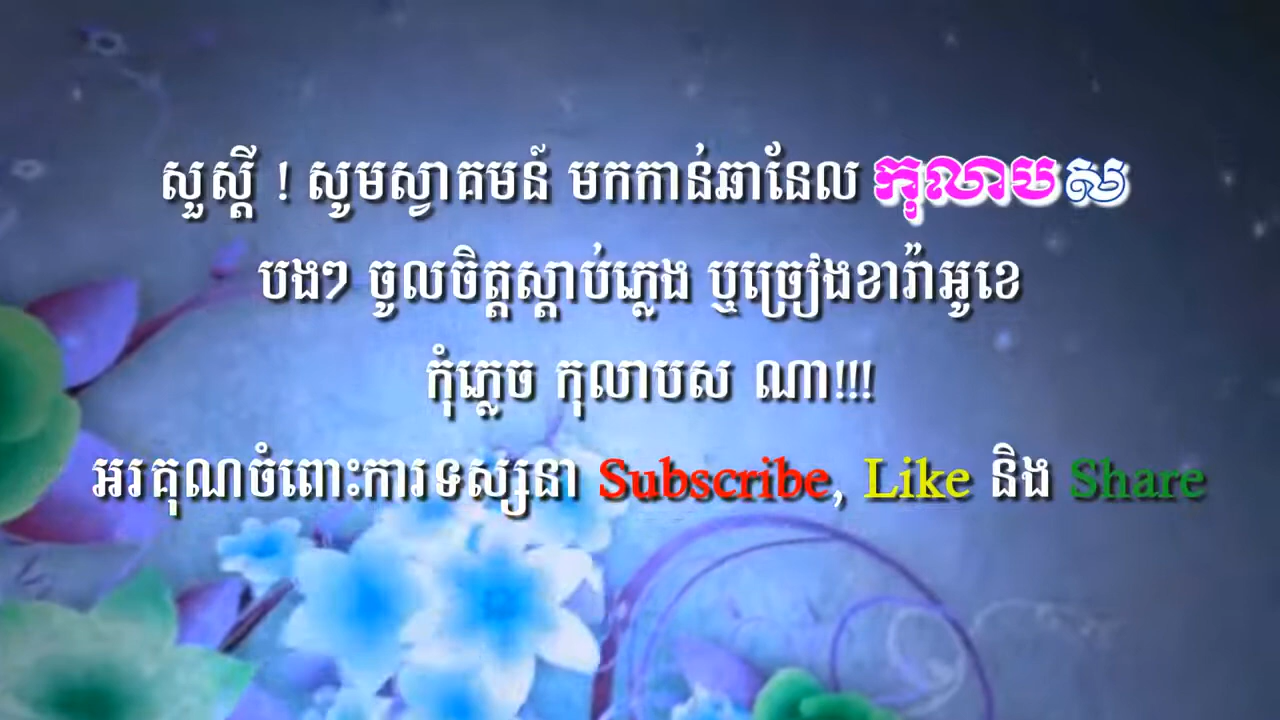 សួស្ដី ! សូមស្វាគមន៍ មកកាន់ឆានែល កុលាបស
បងៗ ចូលចិត្តស្ដាប់ភ្លេង ឬច្រៀងខារ៉ាអូខេ
កុំភ្លេច កុលាបស ណា!!!
អរគុណចំពោះការទស្សនា Subscribe, Like និង Share